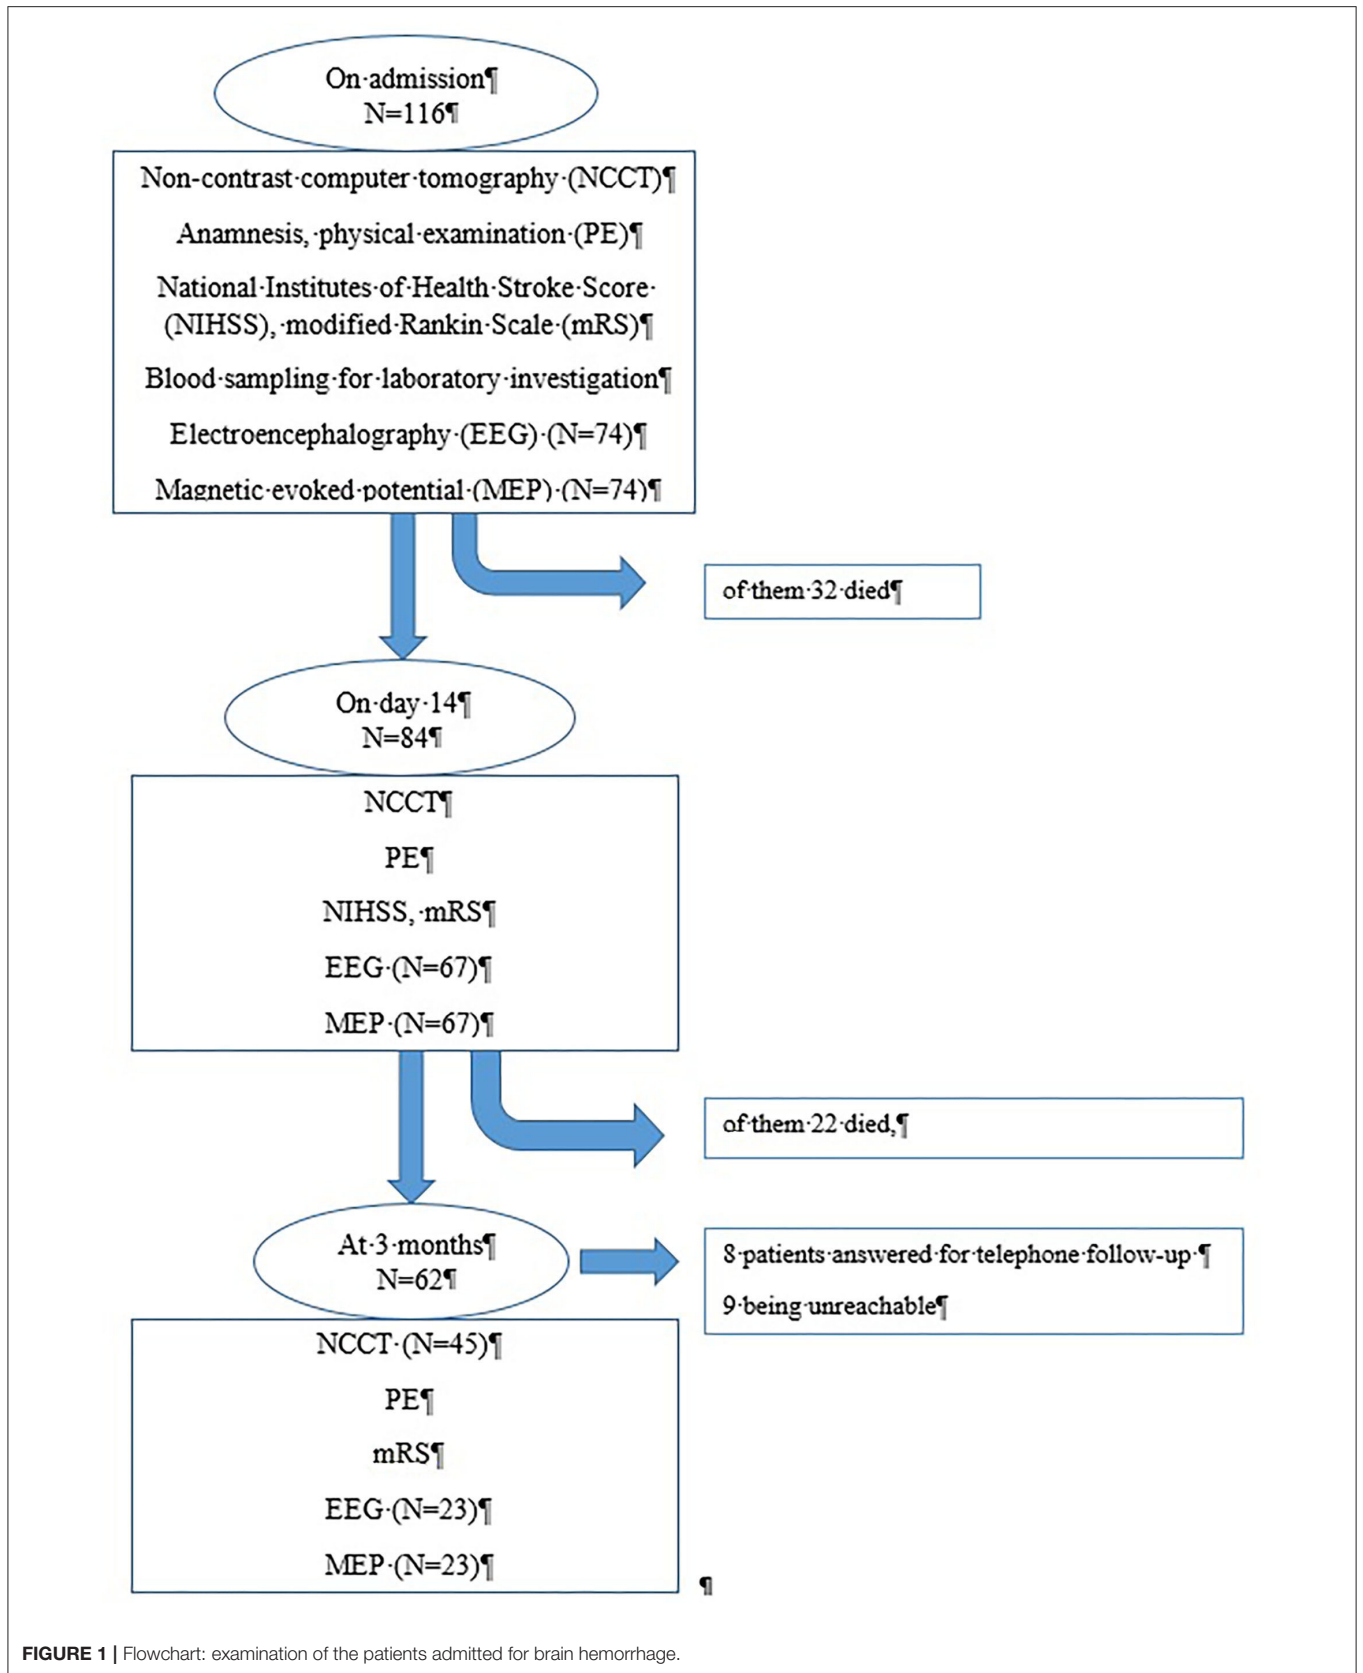 On·admission¶
N=116¶
Non-contrast·computer·tomography·(NCCT)¶
Anamnesis,·physical·examination·(PE)¶
National·Institutes·of·Health·Stroke·Score·
(NIHSS),·modified·Rankin·Scale·(mRS)¶
Blood·sampling·for·laboratory·investigation¶
Electroencephalography·(EEG)·(N=74)¶
Magnetic·evoked·potential·(MEP)·(N=74)¶
of·them·32·died¶
On·day·14¶
N=84¶
NCCT¶
PE¶
NIHSS,·mRS¶
EEG·(N=67)¶
MEP·(N=67)¶
of·them·22·died,¶
At·3·months¶
N=62¶
8·patients·answered·for·telephone·follow-up·¶
9·being·unreachable¶
NCCT·(N=45)¶
PE¶
mRS¶
EEG·(N=23)¶
MEP·(N=23)¶
¶
FIGURE 1 | Flowchart: examination of the patients admitted for brain hemorrhage.